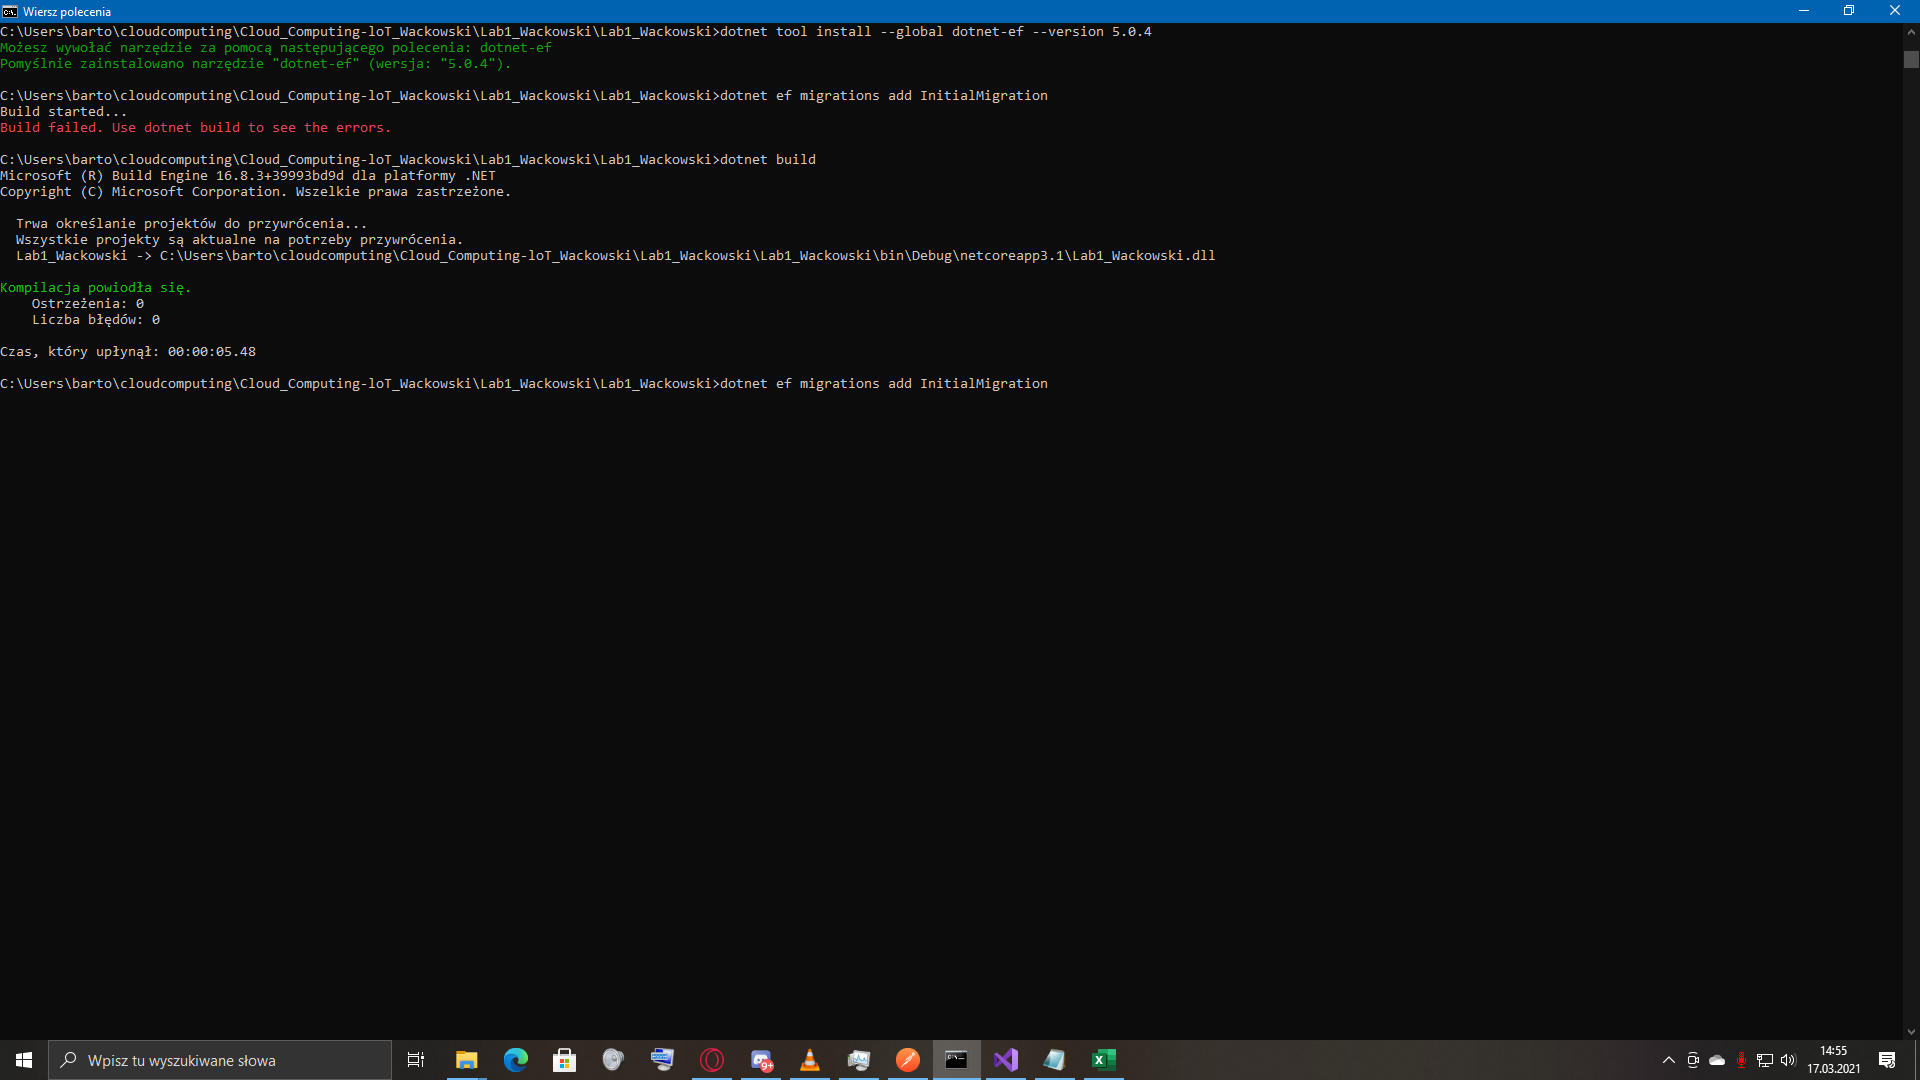 Wiersz polecenia
C:\Users\barto\cloudcomputing\Cloud_Computing-loT_Wackowski\Lab1_Wackowski\Lab1_Wackowski>dotnet tool install --global dotnet-ef --version 5.0.4
Możesz wywołać narzędzie za pomocą następującego polecenia: dotnet-ef
Pomyślnie zainstalowano narzędzie "dotnet-ef" (wersja: "5.0.4").
C:\Users\barto\cloudcomputing\Cloud_Computing-loT_Wackowski\Lab1_Wackowski\Lab1_Wackowski>dotnet ef migrations add InitialMigration
Build started...
Build failed. Use dotnet build to see the errors.
C:\Users\barto\cloudcomputing\Cloud_Computing-loT_Wackowski\Lab1_Wackowski\Lab1_Wackowski>dotnet build
Microsoft (R) Build Engine 16.8.3+39993bd9d dla platformy .NET
Copyright (C) Microsoft Corporation. Wszelkie prawa zastrzeżone.
Trwa określanie projektów do przywrócenia...
Wszystkie projekty są aktualne na potrzeby przywrócenia.
Lab1_Wackowski -> C:\Users\barto\cloudcomputing\Cloud_Computing-loT_Wackowski\Lab1_Wackowski\Lab1_Wackowski\bin\Debug\netcoreapp3.1\Lab1_Wackowski.dll
Kompilacja powiodła się.
Ostrzeżenia: 0
Liczba błędów: 0
Czas, który upłynął: 00:00:05.48
C:\Users\barto\cloudcomputing\Cloud_Computing-loT_Wackowski\Lab1_Wackowski\Lab1_Wackowski>dotnet ef migrations add InitialMigration
Wpisz tu wyszukiwane słowa
9+
14:55
17.03.2021